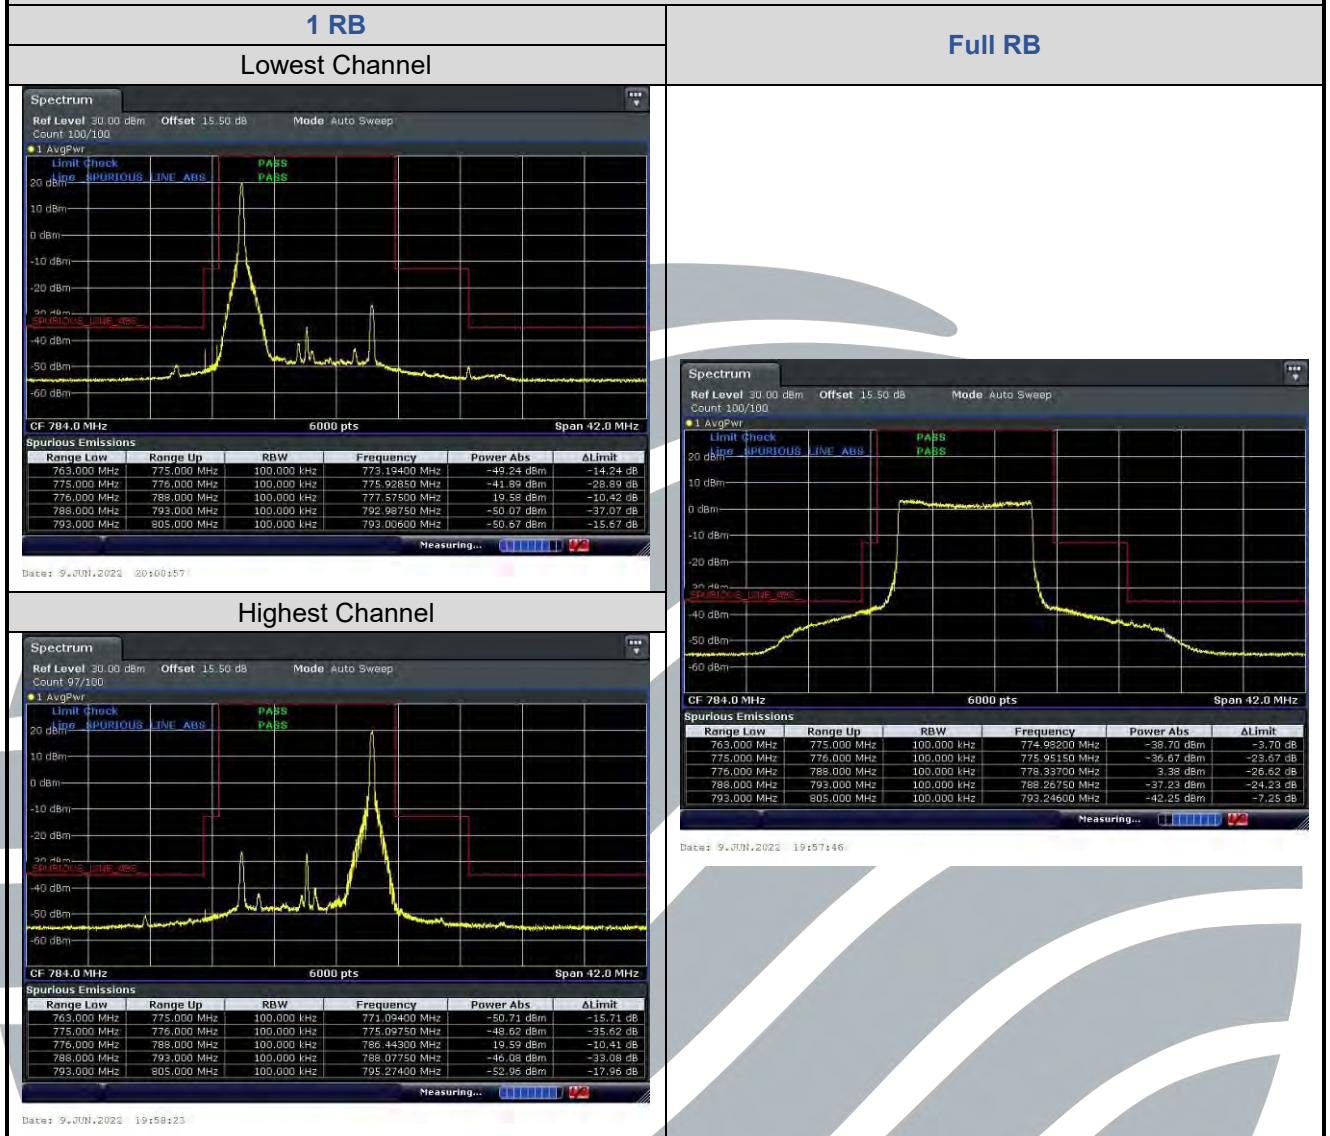 1 RB
Full RB
Lowest Channel
Spectrum
Ref Level 30.00 dBm Offset 15.50 dB Mode Auto Sweep
Count 100/100
1 AvgPwr
Limit Check PASS
Line _SPURIOUS_LINE_ABS_ PASS
20 dBm
10 dBm
0 dBm
-10 dBm
-20 dBm
-30 dBm
_SPURIOUS_LINE_ABS_
-40 dBm
-50 dBm
-60 dBm
CF 784.0 MHz 6000 pts Span 42.0 MHz
Spurious Emissions
Range Low Range Up RBW Frequency Power Abs ΔLimit
763.000 MHz 775.000 MHz 100.000 kHz 773.19400 MHz -49.24 dBm -14.24 dB
775.000 MHz 776.000 MHz 100.000 kHz 775.92850 MHz -41.89 dBm -28.89 dB
776.000 MHz 788.000 MHz 100.000 kHz 777.57500 MHz 19.58 dBm -10.42 dB
788.000 MHz 793.000 MHz 100.000 kHz 792.98750 MHz -50.07 dBm -37.07 dB
793.000 MHz 805.000 MHz 100.000 kHz 793.00600 MHz -50.67 dBm -15.67 dB
Measuring...
Date: 9.JUN.2022 20:00:57
Highest Channel
Spectrum
Ref Level 30.00 dBm Offset 15.50 dB Mode Auto Sweep
Count 97/100
1 AvgPwr
Limit Check PASS
Line _SPURIOUS_LINE_ABS_ PASS
20 dBm
10 dBm
0 dBm
-10 dBm
-20 dBm
-30 dBm
_SPURIOUS_LINE_ABS_
-40 dBm
-50 dBm
-60 dBm
CF 784.0 MHz 6000 pts Span 42.0 MHz
Spurious Emissions
Range Low Range Up RBW Frequency Power Abs ΔLimit
763.000 MHz 775.000 MHz 100.000 kHz 771.09400 MHz -50.71 dBm -15.71 dB
775.000 MHz 776.000 MHz 100.000 kHz 775.09750 MHz -48.62 dBm -35.62 dB
776.000 MHz 788.000 MHz 100.000 kHz 786.44300 MHz 19.59 dBm -10.41 dB
788.000 MHz 793.000 MHz 100.000 kHz 788.07750 MHz -46.08 dBm -33.08 dB
793.000 MHz 805.000 MHz 100.000 kHz 795.27400 MHz -52.96 dBm -17.96 dB
Measuring...
Date: 9.JUN.2022 19:58:23
Spectrum
Ref Level 30.00 dBm Offset 15.50 dB Mode Auto Sweep
Count 100/100
1 AvgPwr
Limit Check PASS
Line _SPURIOUS_LINE_ABS_ PASS
20 dBm
10 dBm
0 dBm
-10 dBm
-20 dBm
-30 dBm
_SPURIOUS_LINE_ABS_
-40 dBm
-50 dBm
-60 dBm
CF 784.0 MHz 6000 pts Span 42.0 MHz
Spurious Emissions
Range Low Range Up RBW Frequency Power Abs ΔLimit
763.000 MHz 775.000 MHz 100.000 kHz 774.98200 MHz -38.70 dBm -3.70 dB
775.000 MHz 776.000 MHz 100.000 kHz 775.95150 MHz -36.67 dBm -23.67 dB
776.000 MHz 788.000 MHz 100.000 kHz 778.33700 MHz 3.38 dBm -26.62 dB
788.000 MHz 793.000 MHz 100.000 kHz 788.26750 MHz -37.23 dBm -24.23 dB
793.000 MHz 805.000 MHz 100.000 kHz 793.24600 MHz -42.25 dBm -7.25 dB
Measuring...
Date: 9.JUN.2022 19:57:46